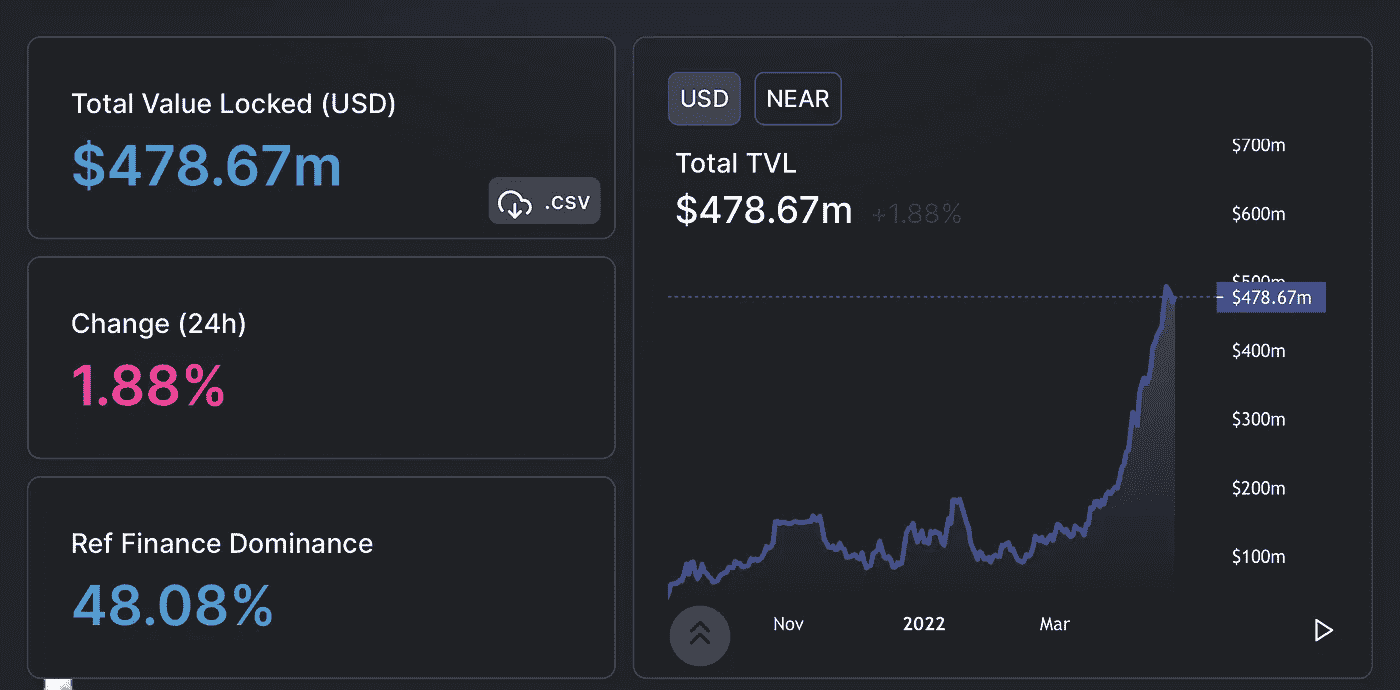 Total Value Locked (USD)
$478.67m
.CSV
Change (24h)
1.88%
Ref Finance Dominance
48.08%
USD
NEAR
Total TVL
$478.67m +1.88%
$700m
$600m
$500m
$478.67m
$400m
$300m
$200m
$100m
Nov
2022
Mar